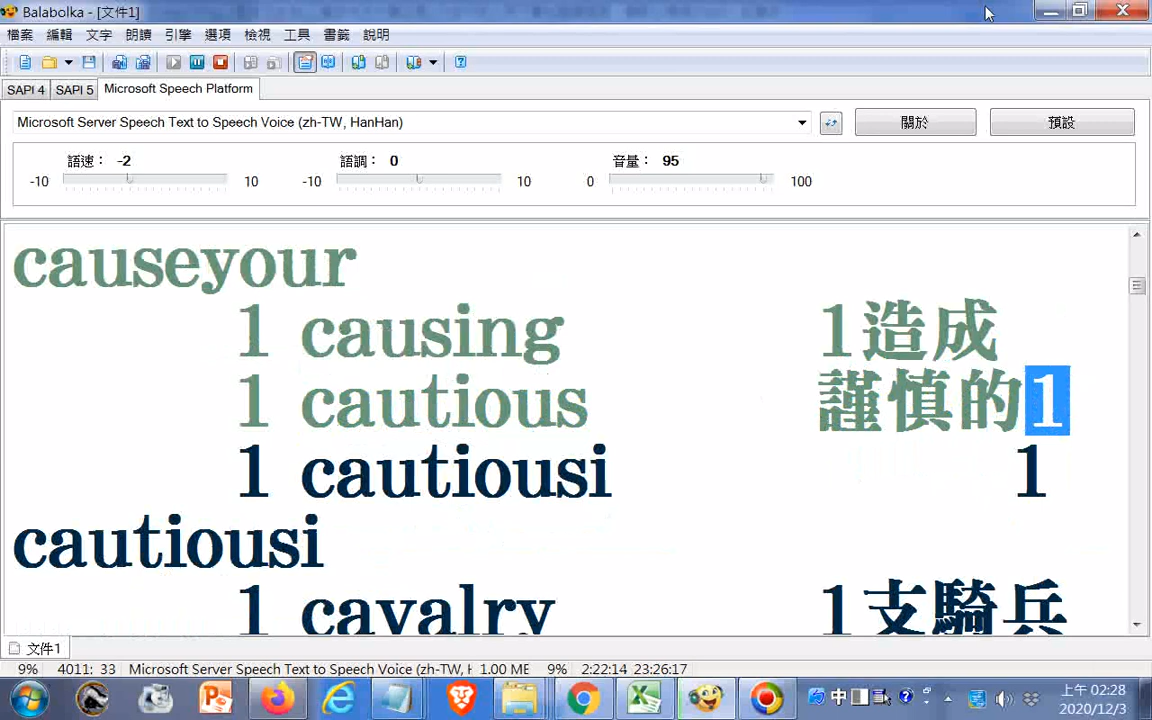 Balabolka - [文件1]
檔案 編輯 文字 朗讀 引擎 選項 檢視 工具 書籤 說明
SAPI 4 SAPI 5 Microsoft Speech Platform
Microsoft Server Speech Text to Speech Voice (zh-TW, HanHan) 關於 預設
語速： -2 語調： 0 音量： 95
-10 10 -10 10 0 100
causeyour
1 causing 1造成
1 cautious 謹慎的1
1 cautiousi 1
cautiousi
1 cavalry 1支騎兵
文件1
9% 4011: 33 Microsoft Server Speech Text to Speech Voice (zh-TW, 1.00 ME 9% 2:22:14 23:26:17
中 上午 02:28
2020/12/3